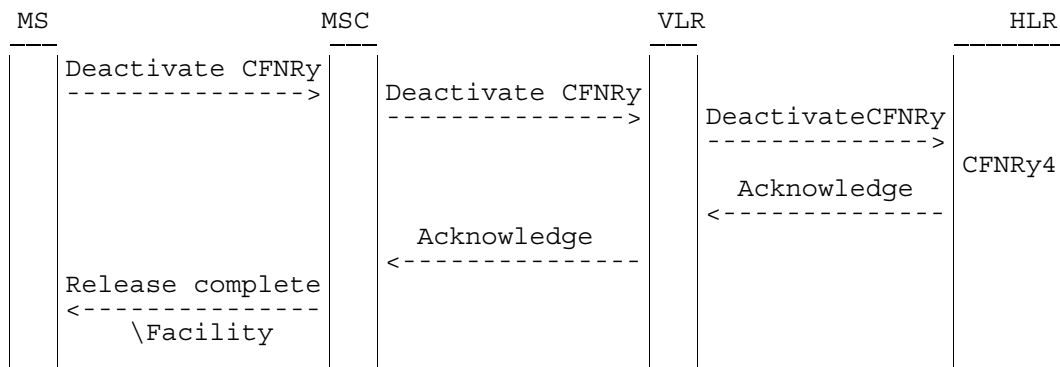 MS MSC VLR HLR
Deactivate CFNRy
Deactivate CFNRy
DeactivateCFNRy
CFNRy4
Acknowledge
Acknowledge
Release complete
\Facility